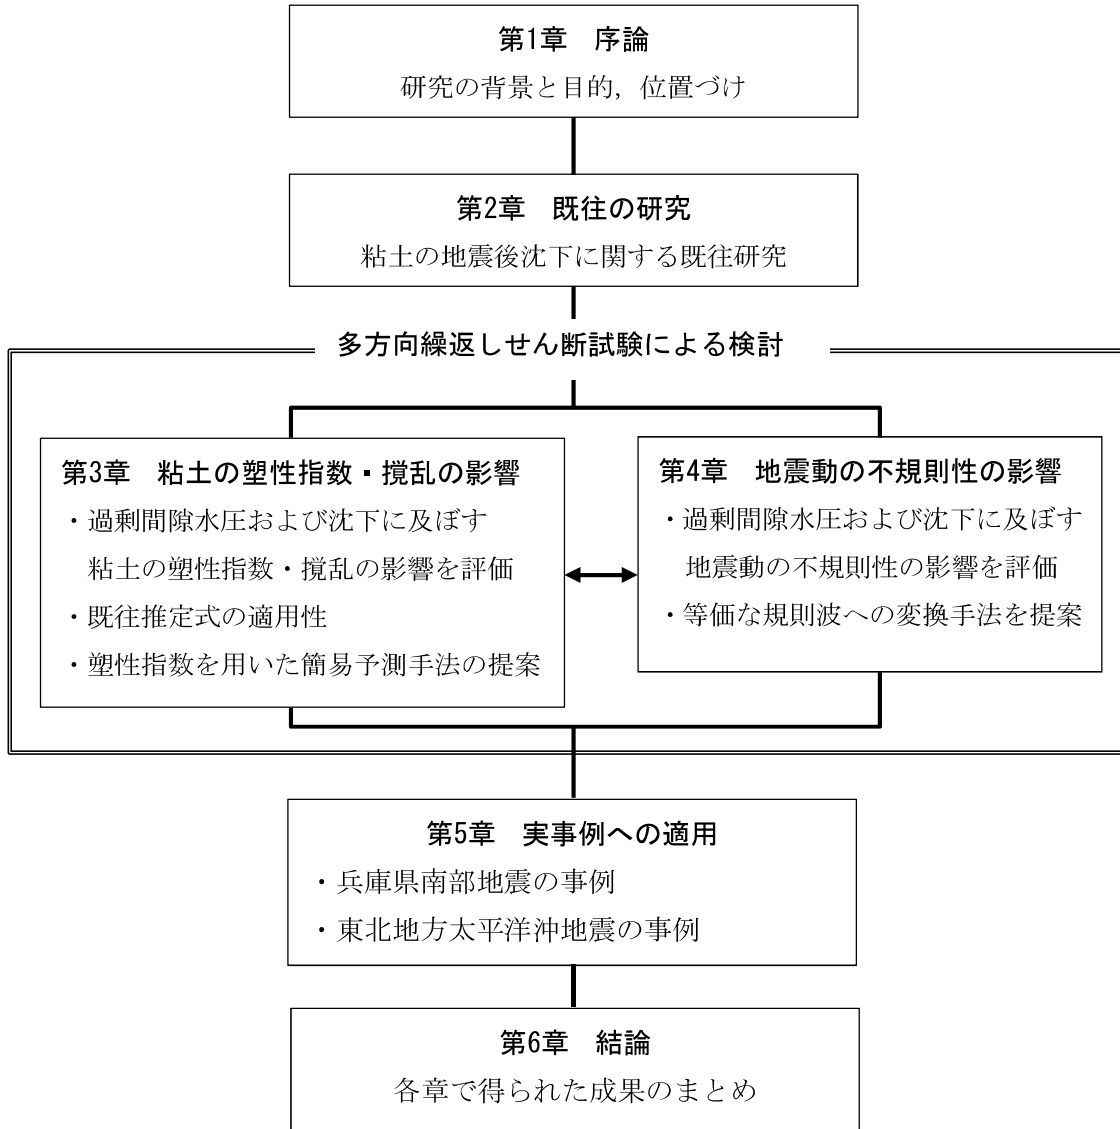 第1章　序論
研究の背景と目的，位置づけ
第2章　既往の研究
粘土の地震後沈下に関する既往研究
多方向繰返しせん断試験による検討
第3章　粘土の塑性指数・撹乱の影響
・過剰間隙水圧および沈下に及ぼす
粘土の塑性指数・撹乱の影響を評価
・既往推定式の適用性
・塑性指数を用いた簡易予測手法の提案
第4章　地震動の不規則性の影響
・過剰間隙水圧および沈下に及ぼす
地震動の不規則性の影響を評価
・等価な規則波への変換手法を提案
第5章　実事例への適用
・兵庫県南部地震の事例
・東北地方太平洋沖地震の事例
第6章　結論
各章で得られた成果のまとめ